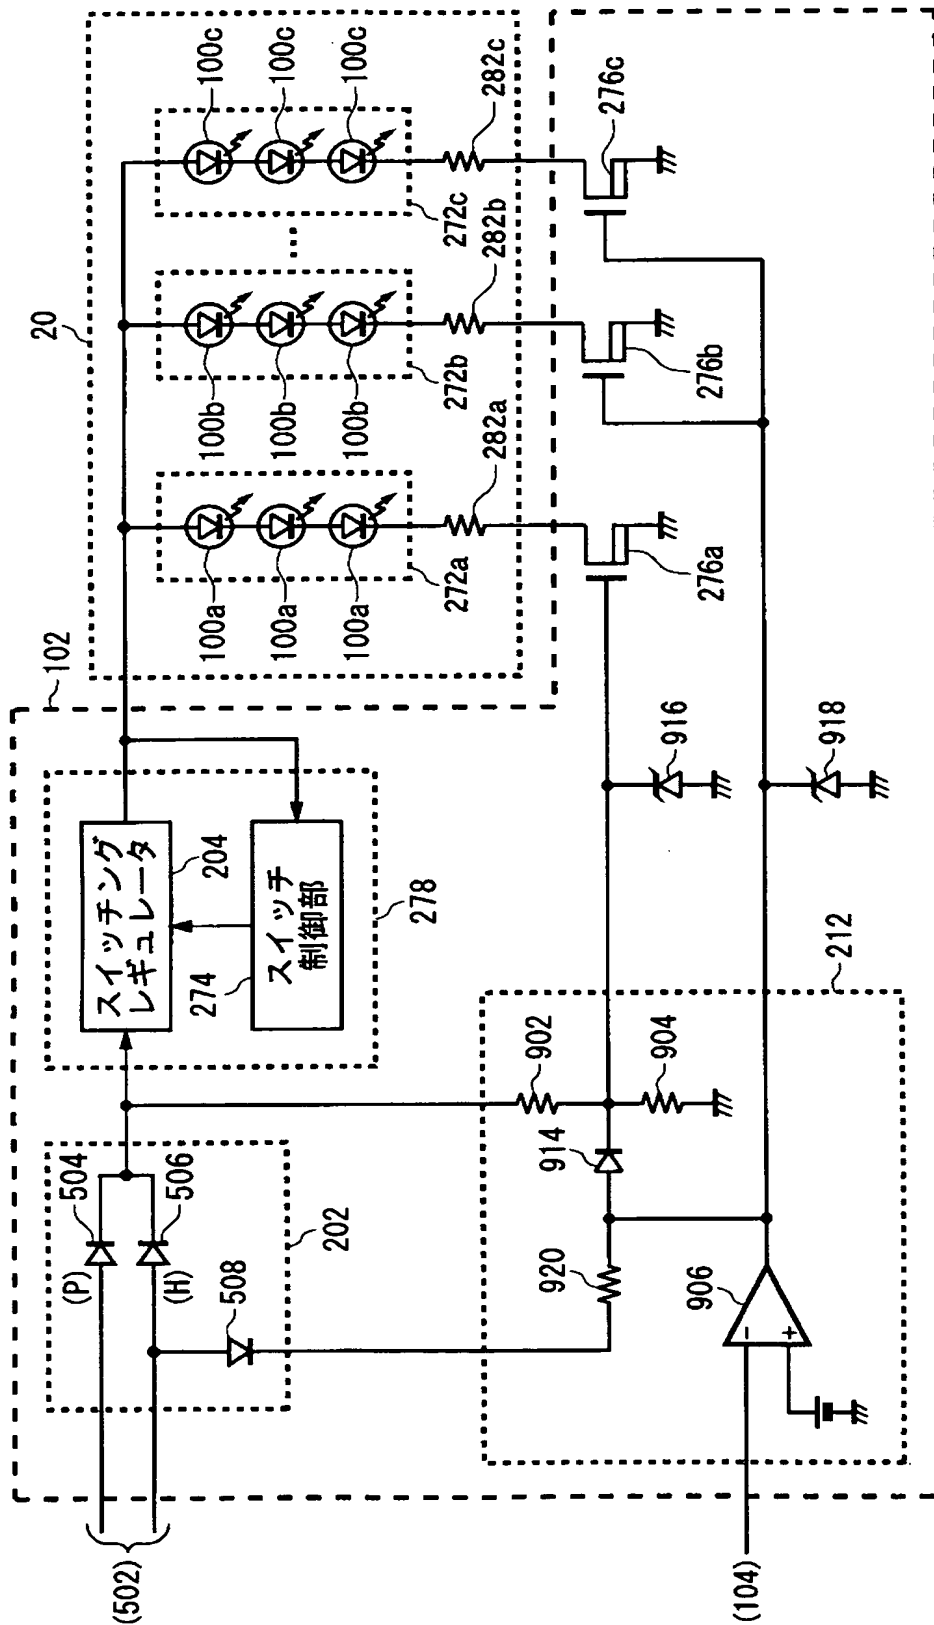 102
20
100c
100c
100c
272c
282c
276c
100b
100b
100b
272b
282b
276b
100a
100a
100a
272a
282a
276a
スイッチング
レギュレータ
204
スイッチ
制御部
274
278
(502)
(P)
504
(H)
506
508
202
902
904
914
920
906
−
+
212
916
918
(104)